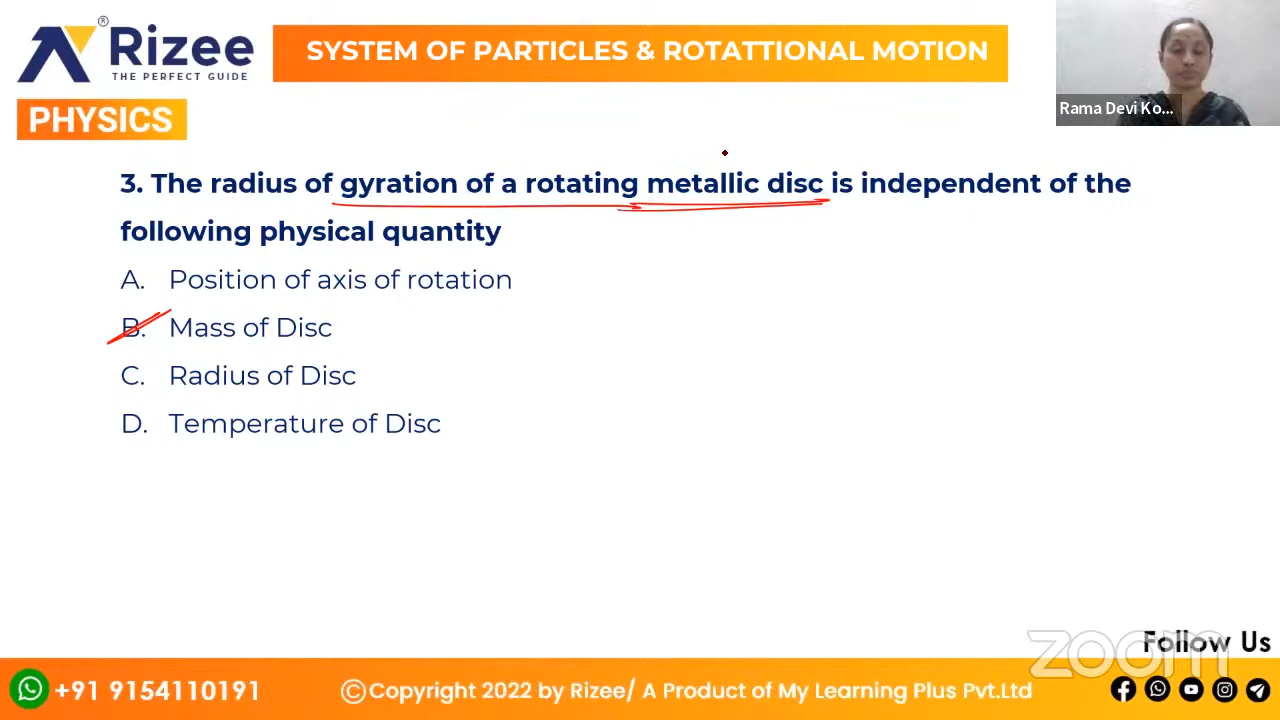 Rizee®
THE PERFECT GUIDE
SYSTEM OF PARTICLES & ROTATTIONAL MOTION
Rama Devi Ko...
PHYSICS
3. The radius of gyration of a rotating metallic disc is independent of the
following physical quantity
A. Position of axis of rotation
B. Mass of Disc
C. Radius of Disc
D. Temperature of Disc
Follow Us
zoom
+91 9154110191
©Copyright 2022 by Rizee/ A Product of My Learning Plus Pvt.Ltd